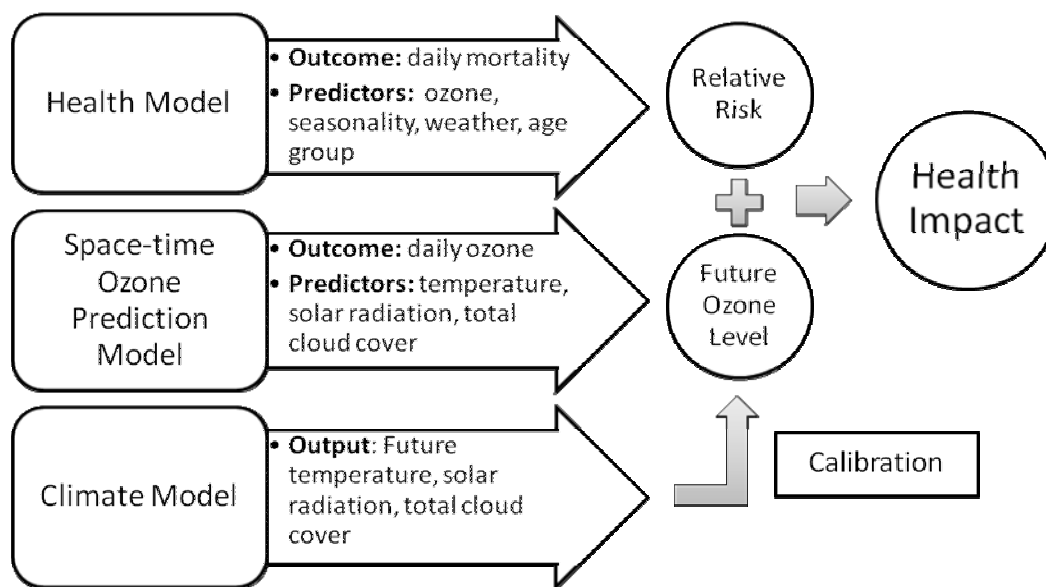 Health Model
• Outcome: daily mortality
• Predictors: ozone,
seasonality, weather, age
group
Relative
Risk
Health
Impact
Space-time
Ozone
Prediction
Model
• Outcome: daily ozone
• Predictors: temperature,
solar radiation, total
cloud cover
Future
Ozone
Level
Climate Model
• Output: Future
temperature, solar
radiation, total cloud
cover
Calibration